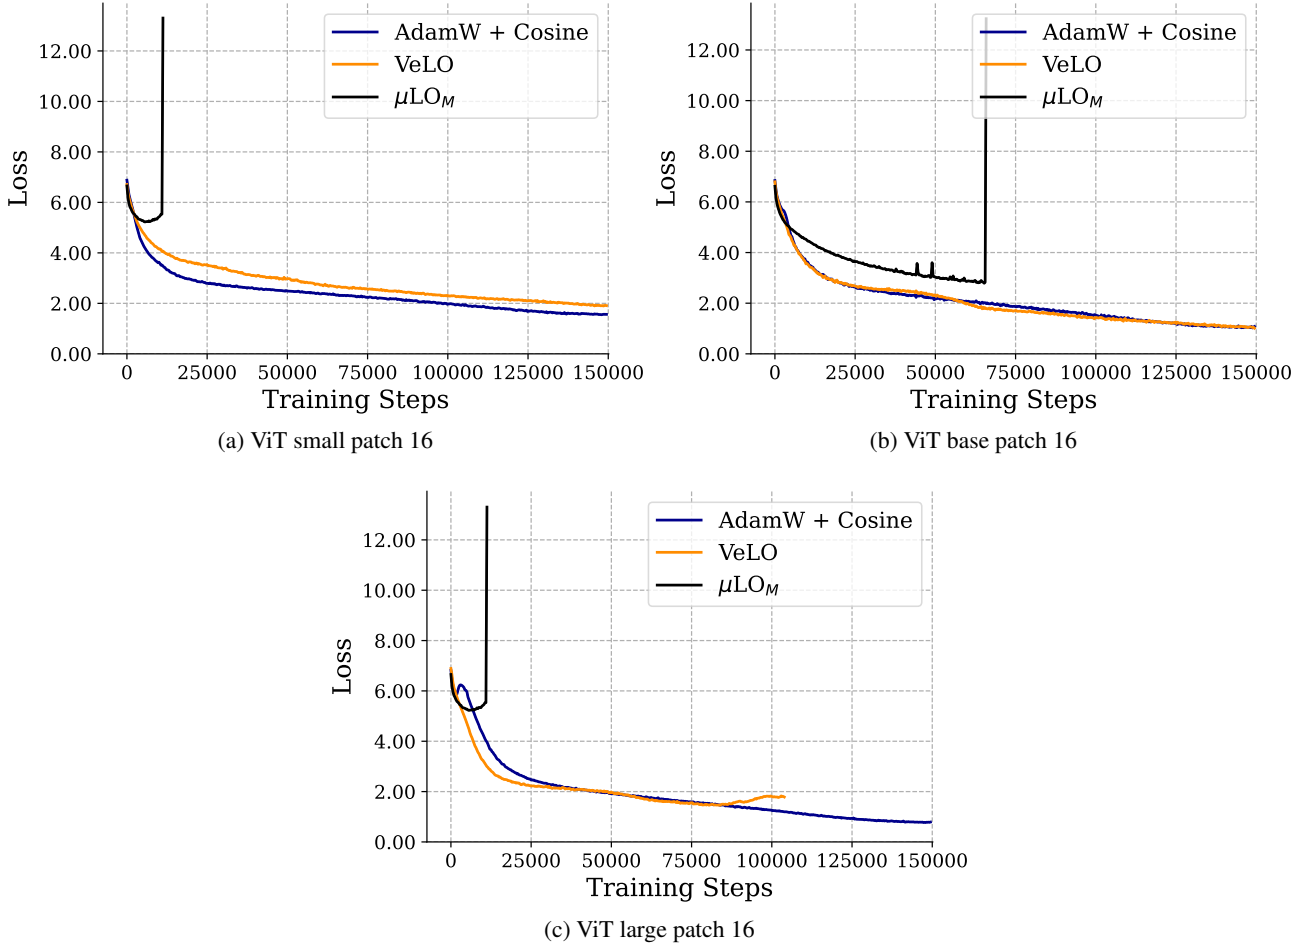 12.00
10.00
8.00
6.00
4.00
2.00
0.00
Loss
0 25000 50000 75000 100000 125000 150000
Training Steps
AdamW + Cosine
VeLO
μLO_M
(a) ViT small patch 16
12.00
10.00
8.00
6.00
4.00
2.00
0.00
Loss
0 25000 50000 75000 100000 125000 150000
Training Steps
AdamW + Cosine
VeLO
μLO_M
(b) ViT base patch 16
12.00
10.00
8.00
6.00
4.00
2.00
0.00
Loss
0 25000 50000 75000 100000 125000 150000
Training Steps
AdamW + Cosine
VeLO
μLO_M
(c) ViT large patch 16